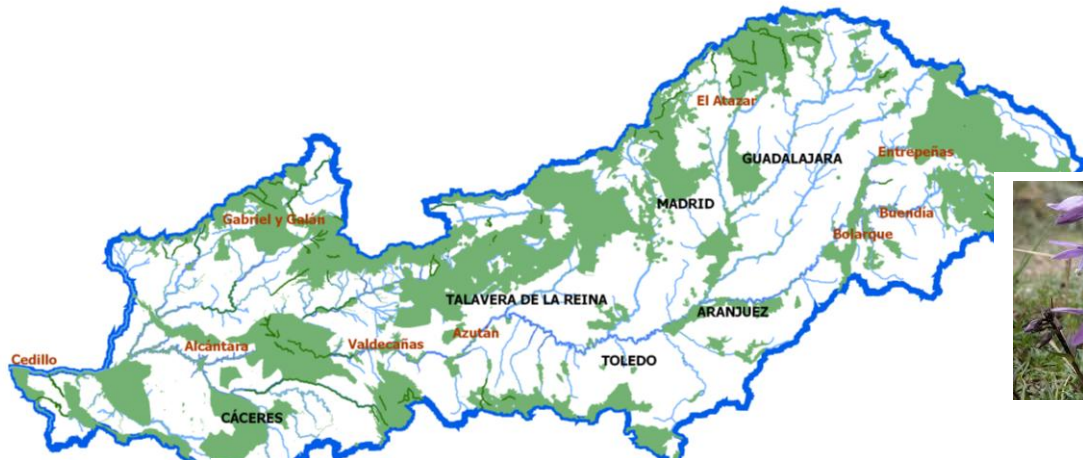 El Atazar
GUADALAJARA
Entrepeñas
MADRID
Buendía
Gabriel y Galán
Bolarque
TALAVERA DE LA REINA
ARANJUEZ
Azután
Alcántara
Valdecañas
Cedillo
TOLEDO
CÁCERES